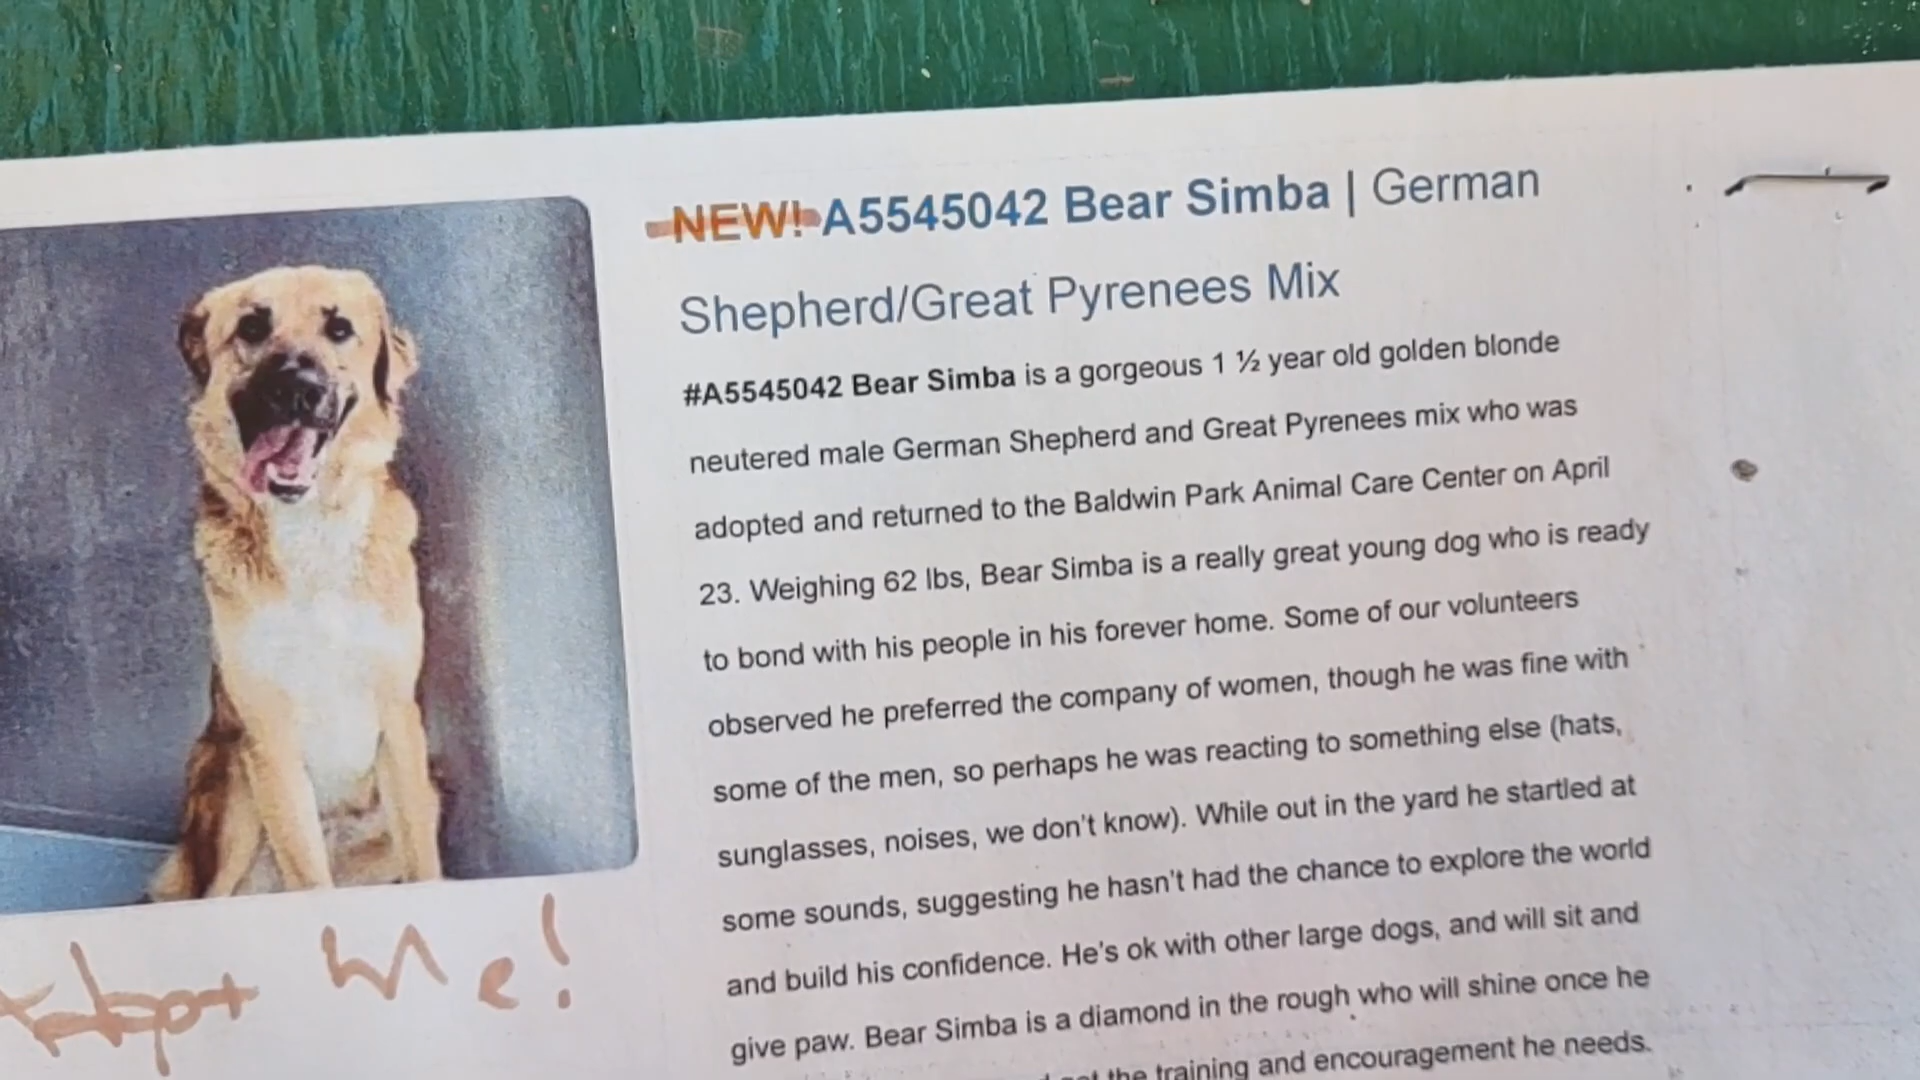 NEW! A5545042 Bear Simba | German
Shepherd/Great Pyrenees Mix
#A5545042 Bear Simba is a gorgeous 1 ½ year old golden blonde
neutered male German Shepherd and Great Pyrenees mix who was
adopted and returned to the Baldwin Park Animal Care Center on April
23. Weighing 62 lbs, Bear Simba is a really great young dog who is ready
to bond with his people in his forever home. Some of our volunteers
observed he preferred the company of women, though he was fine with
some of the men, so perhaps he was reacting to something else (hats,
sunglasses, noises, we don't know). While out in the yard he startled at
some sounds, suggesting he hasn't had the chance to explore the world
and build his confidence. He's ok with other large dogs, and will sit and
give paw. Bear Simba is a diamond in the rough who will shine once he
the training and encouragement he needs.
Adopt Me!